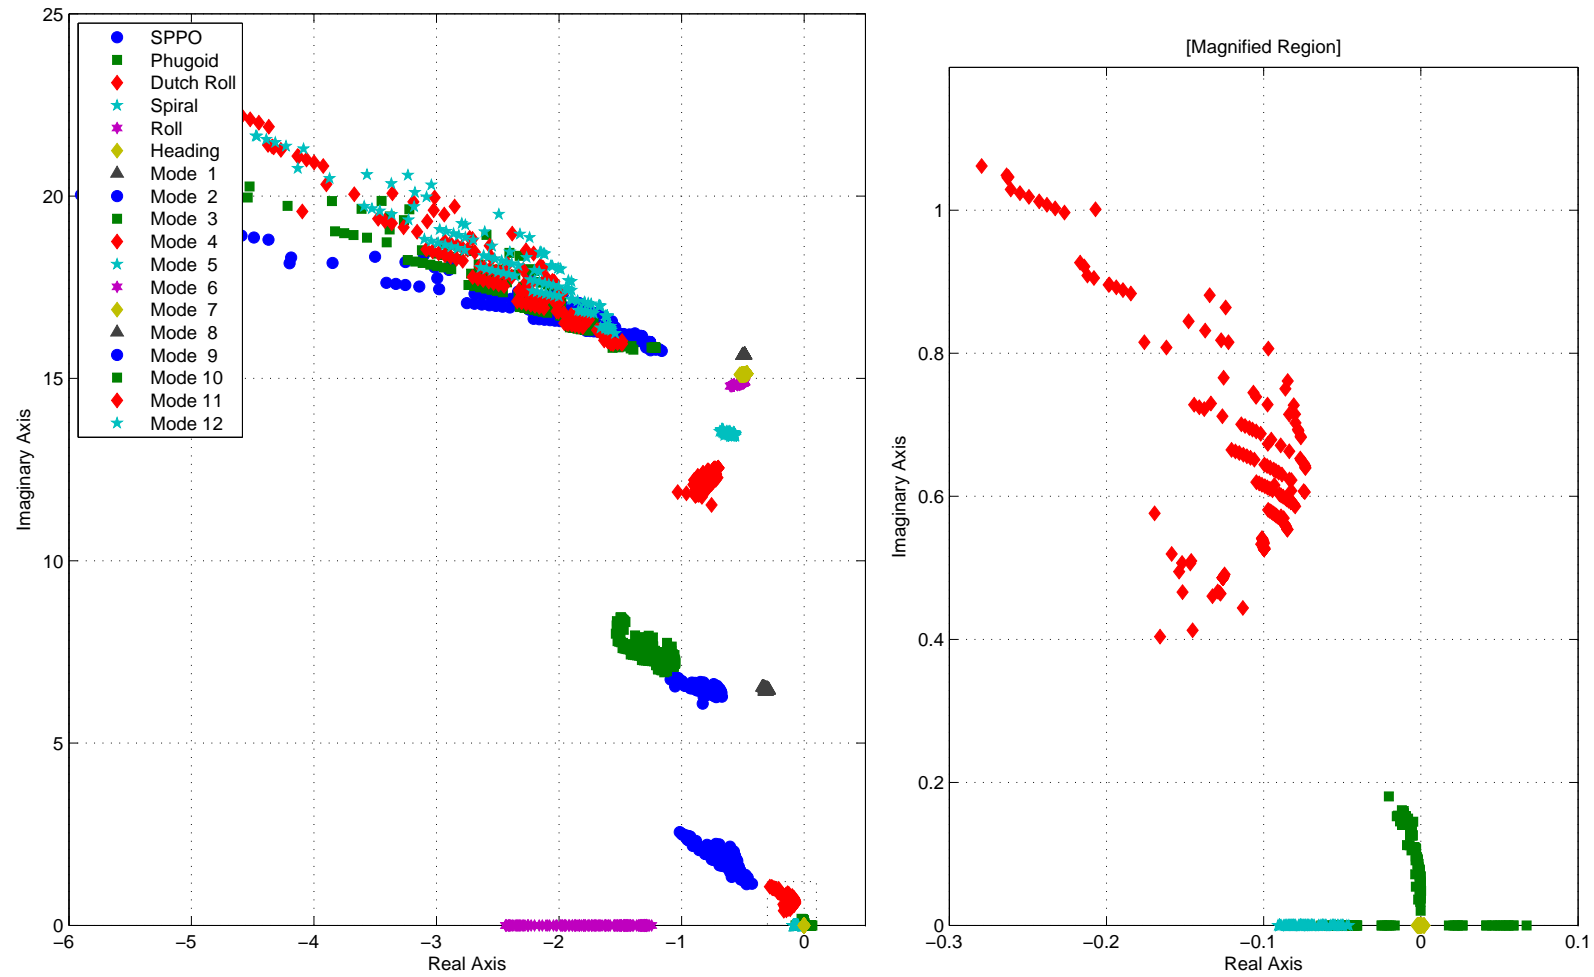 25
20
15
10
5
0
−6
−5
−4
−3
−2
−1
0
Real Axis
Imaginary Axis
SPPO
Phugoid
Dutch Roll
Spiral
Roll
Heading
Mode 1
Mode 2
Mode 3
Mode 4
Mode 5
Mode 6
Mode 7
Mode 8
Mode 9
Mode 10
Mode 11
Mode 12
[Magnified Region]
1
0.8
0.6
0.4
0.2
0
−0.3
−0.2
−0.1
0
0.1
Real Axis
Imaginary Axis